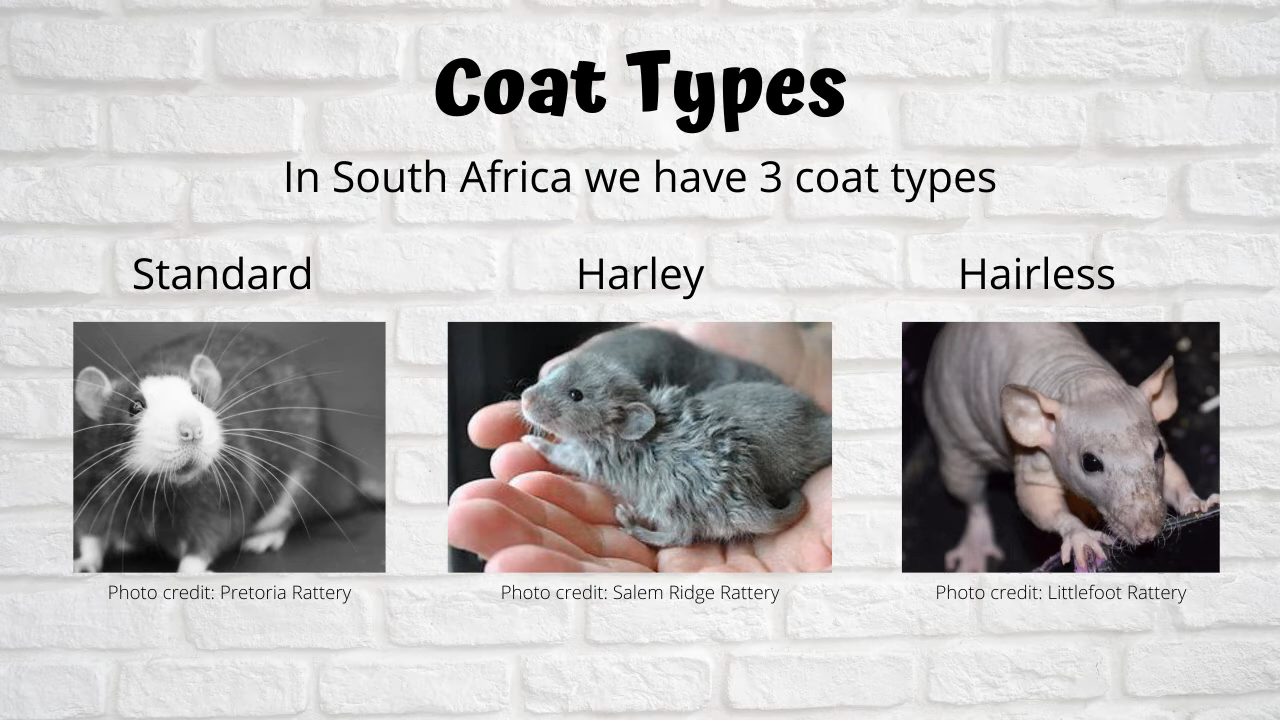 Coat Types
In South Africa we have 3 coat types
Standard
Harley
Hairless
Photo credit: Pretoria Rattery
Photo credit: Salem Ridge Rattery
Photo credit: Littlefoot Rattery